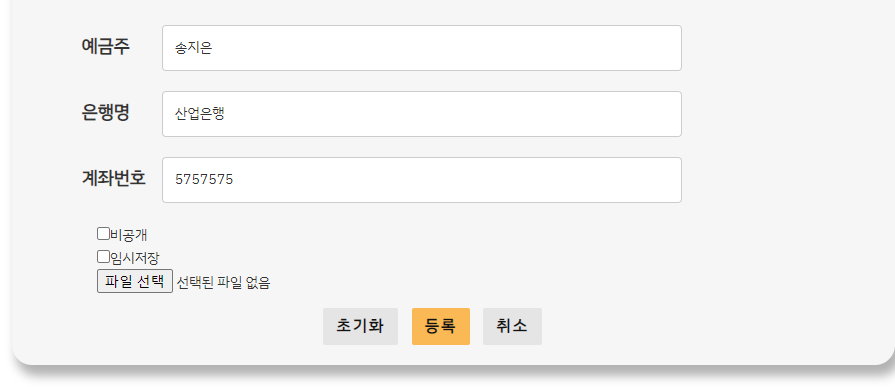 예금주 송지은
은행명 산업은행
계좌번호 5757575
비공개
임시저장
파일 선택 선택된 파일 없음
초기화 등록 취소